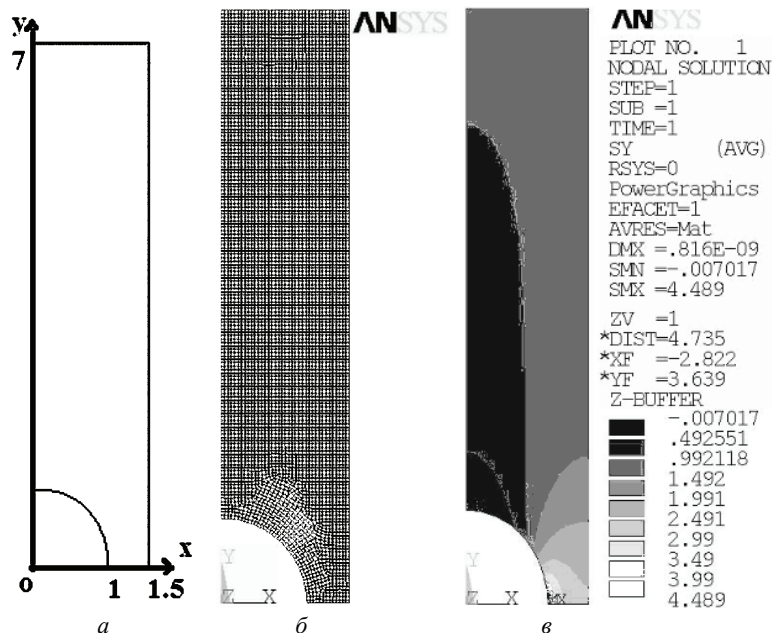 y
7
x
0
1
1.5
а
ANSYS
Y
Z X
б
Y
Z X
MX
в
ANSYS
PLOT NO. 1
NODAL SOLUTION
STEP=1
SUB =1
TIME=1
SY (AVG)
RSYS=0
PowerGraphics
EFACET=1
AVRES=Mat
DMX =.816E-09
SMN =-.007017
SMX =4.489
ZV =1
*DIST=4.735
*XF =-2.822
*YF =3.639
Z-BUFFER
-.007017
.492551
.992118
1.492
1.991
2.491
2.99
3.49
3.99
4.489